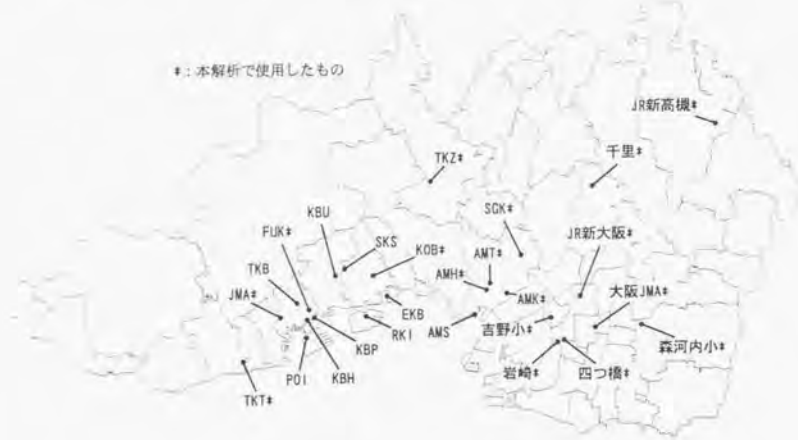 ‡：本解析で使用したもの
JR新高槻‡
千里‡
TKZ‡
SGK‡
KBU
FUK‡
SKS
KOB‡
AMT‡
JR新大阪‡
TKB
AMH‡
JMA‡
大阪JMA‡
AMK‡
EKB
RKI
AMS
吉野小‡
KBP
森河内小‡
POI
KBH
岩崎‡
四つ橋‡
TKT‡